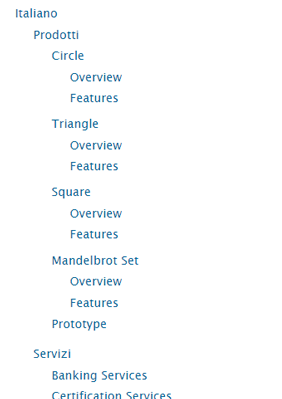 Italiano
Prodotti
Circle
Overview
Features
Triangle
Overview
Features
Square
Overview
Features
Mandelbrot Set
Overview
Features
Prototype
Servizi
Banking Services
Certification Services